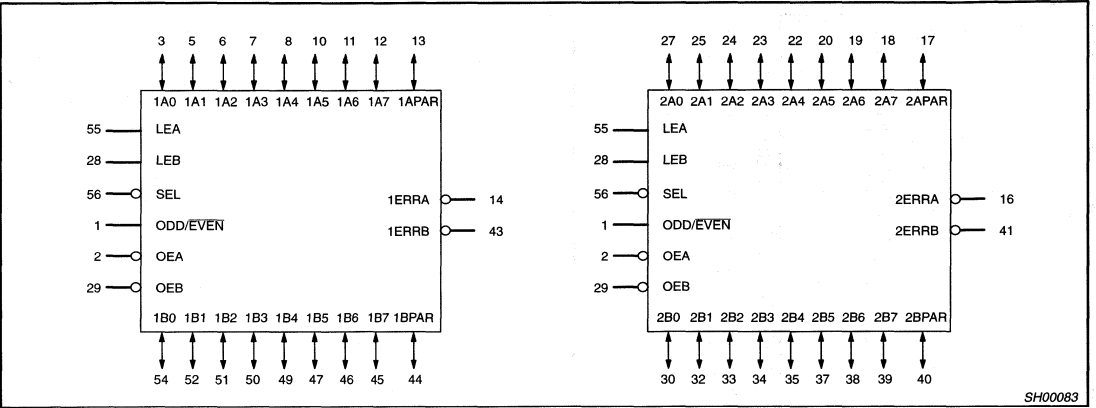 3 5 6 7 8 10 11 12 13
1A0 1A1 1A2 1A3 1A4 1A5 1A6 1A7 1APAR
55 LEA
28 LEB
56 SEL
1 ODD/EVEN
2 OEA
29 OEB
1ERRA 14
1ERRB 43
1B0 1B1 1B2 1B3 1B4 1B5 1B6 1B7 1BPAR
54 52 51 50 49 47 46 45 44
27 25 24 23 22 20 19 18 17
2A0 2A1 2A2 2A3 2A4 2A5 2A6 2A7 2APAR
55 LEA
28 LEB
56 SEL
1 ODD/EVEN
2 OEA
29 OEB
2ERRA 16
2ERRB 41
2B0 2B1 2B2 2B3 2B4 2B5 2B6 2B7 2BPAR
30 32 33 34 35 37 38 39 40
SH00083